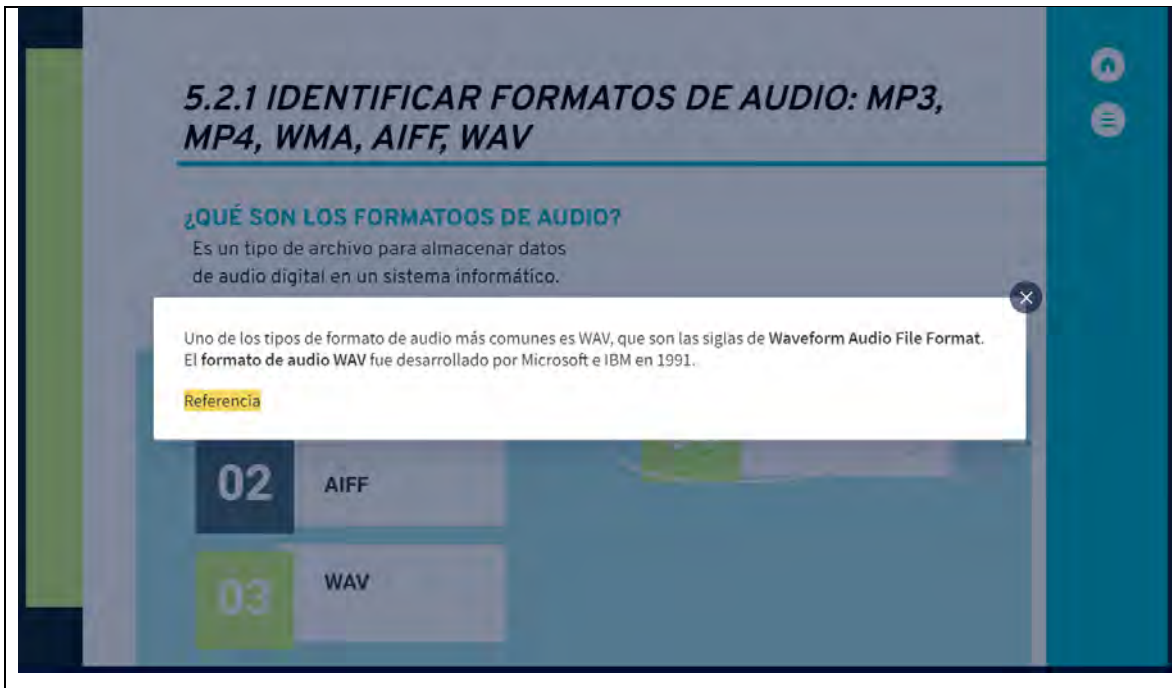 5.2.1 IDENTIFICAR FORMATOS DE AUDIO: MP3,
MP4, WMA, AIFF, WAV
¿QUÉ SON LOS FORMATOOS DE AUDIO?
Es un tipo de archivo para almacenar datos
de audio digital en un sistema informático.
Uno de los tipos de formato de audio más comunes es WAV, que son las siglas de Waveform Audio File Format.
El formato de audio WAV fue desarrollado por Microsoft e IBM en 1991.
Referencia
02 AIFF
03 WAV